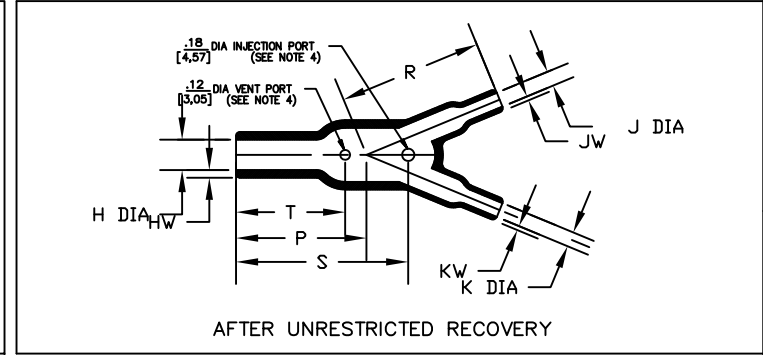 .18 DIA INJECTION PORT
[4,57] (SEE NOTE 4)
.12 DIA VENT PORT
[3,05] (SEE NOTE 4)
R
J DIA
JW
H DIA
HW
T
P
S
KW
K DIA
AFTER UNRESTRICTED RECOVERY